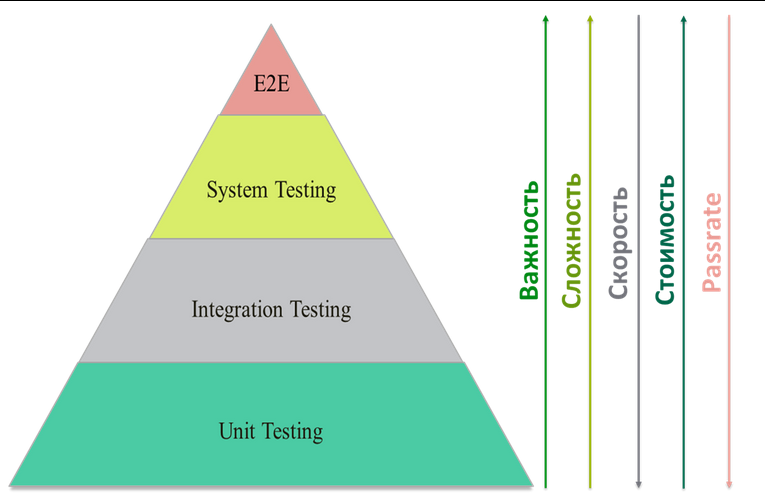 E2E
System Testing
Integration Testing
Unit Testing
Важность
Сложность
Скорость
Стоимость
Passrate